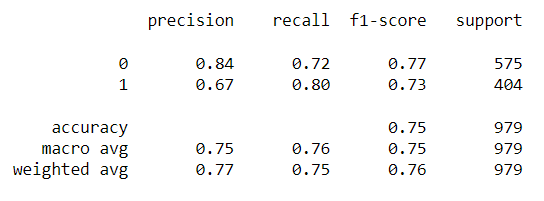 precision recall f1-score support
0 0.84 0.72 0.77 575
1 0.67 0.80 0.73 404
accuracy 0.75 979
macro avg 0.75 0.76 0.75 979
weighted avg 0.77 0.75 0.76 979